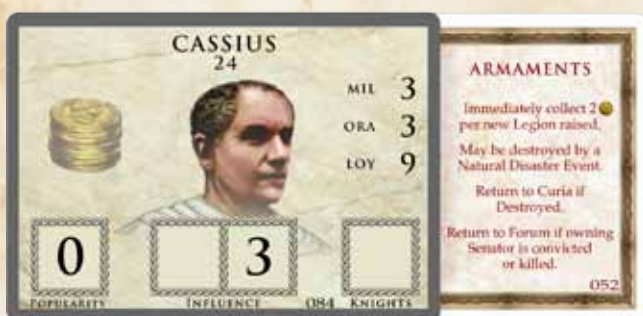 CASSIUS
24
MIL 3
ORA 3
LOY 9
0
3
POPULARITY
INFLUENCE
084
KNIGHTS
ARMAMENTS
Immediately collect 2
per new Legion raised.
May be destroyed by a
Natural Disaster Event.
Return to Curia if
Destroyed.
Return to Forum if owning
Senator is convicted
or killed.
052